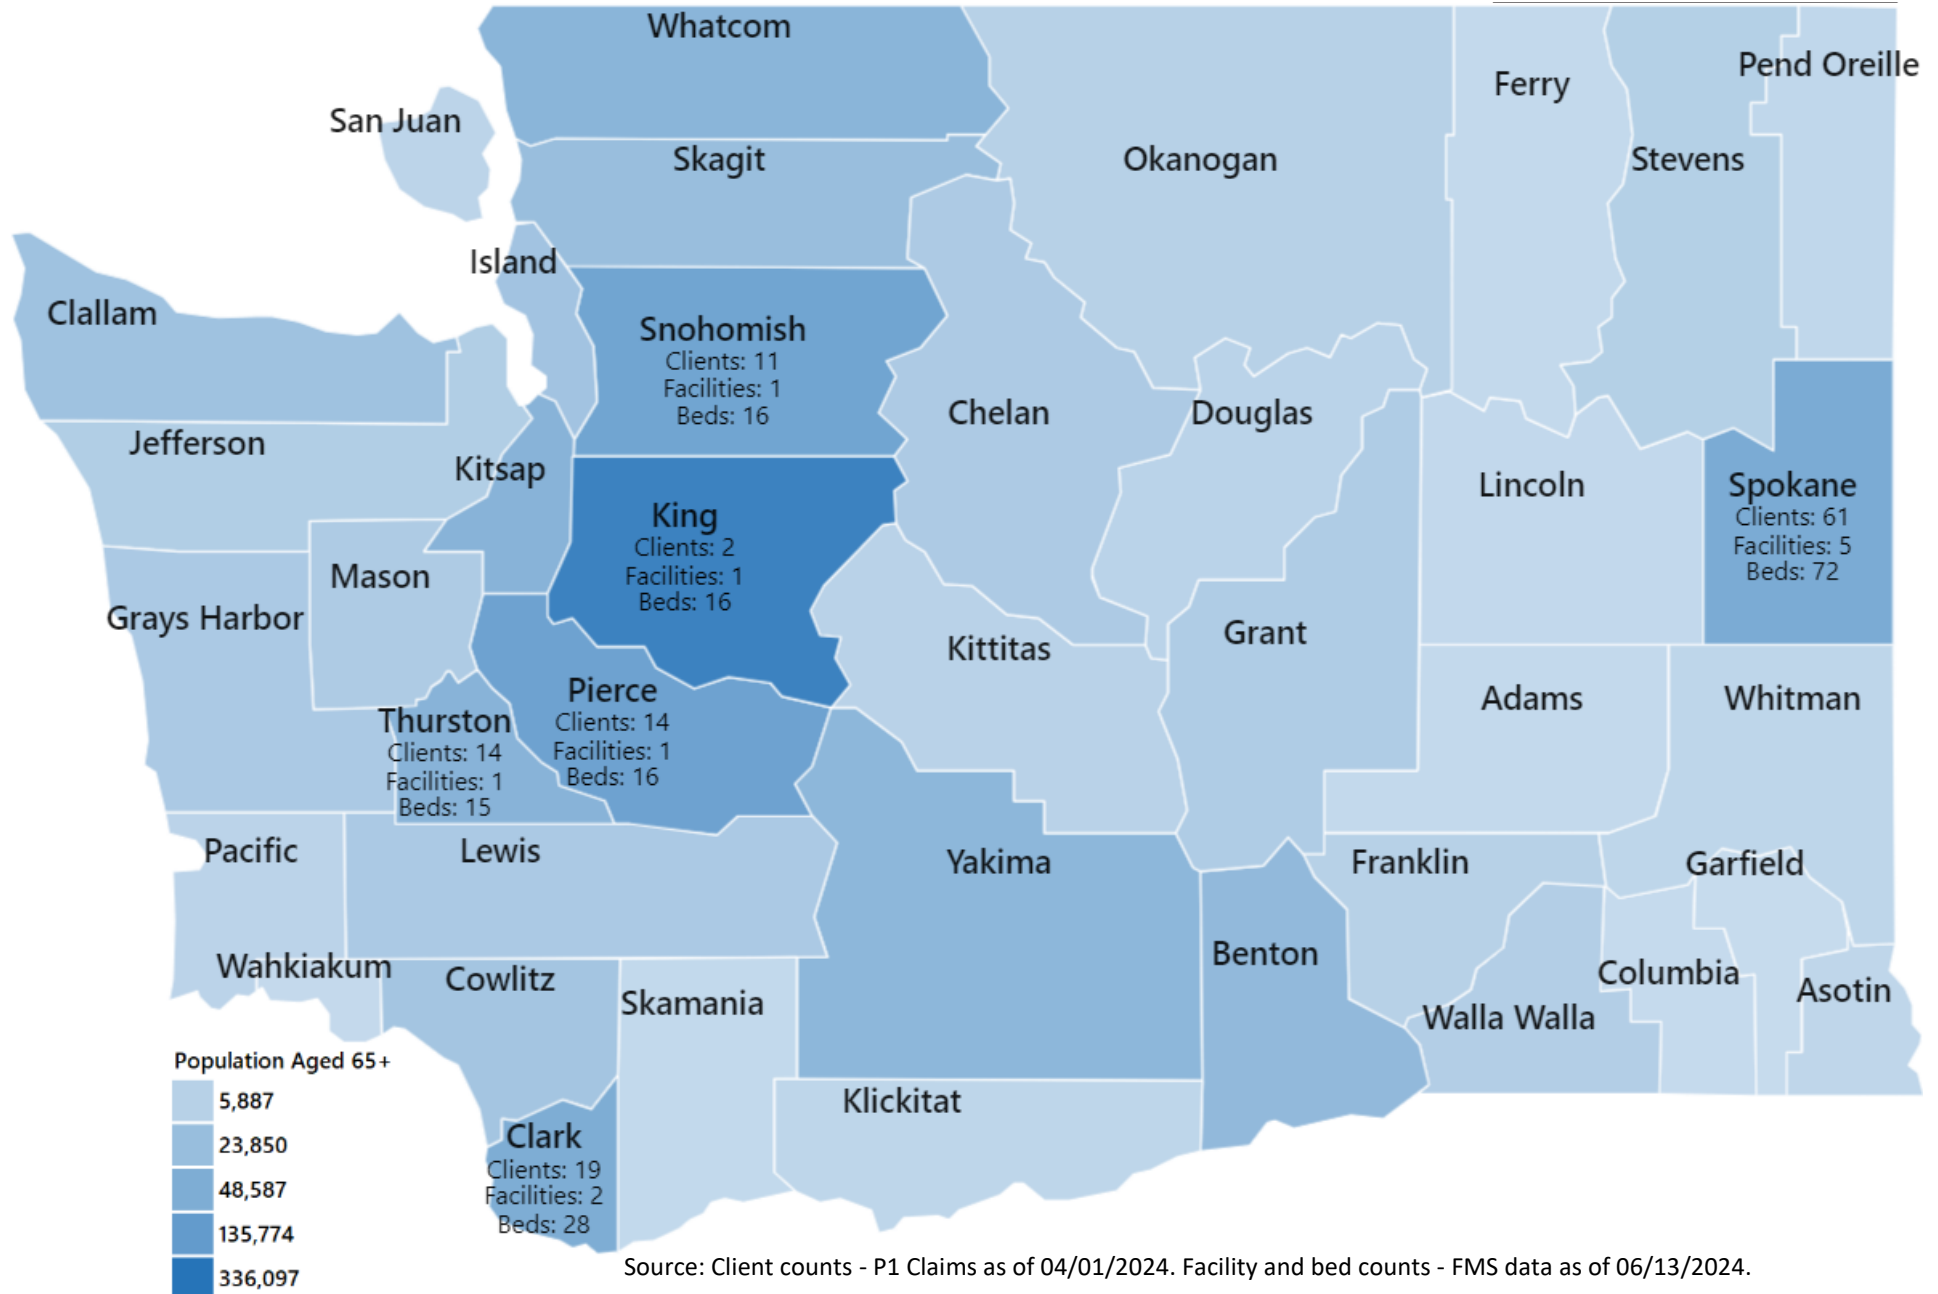 Whatcom
Pend Oreille
Ferry
San Juan
Skagit
Okanogan
Stevens
Island
Clallam
Snohomish
Clients: 11
Facilities: 1
Beds: 16
Chelan
Douglas
Jefferson
Kitsap
Lincoln
Spokane
Clients: 61
Facilities: 5
Beds: 72
King
Clients: 2
Facilities: 1
Beds: 16
Mason
Grays Harbor
Kittitas
Grant
Pierce
Clients: 14
Facilities: 1
Beds: 16
Adams
Whitman
Thurston
Clients: 14
Facilities: 1
Beds: 15
Pacific
Lewis
Yakima
Franklin
Garfield
Wahkiakum
Cowlitz
Skamania
Benton
Columbia
Asotin
Walla Walla
Klickitat
Clark
Clients: 19
Facilities: 2
Beds: 28
Population Aged 65+
5,887
23,850
48,587
135,774
336,097
Source: Client counts - P1 Claims as of 04/01/2024. Facility and bed counts - FMS data as of 06/13/2024.